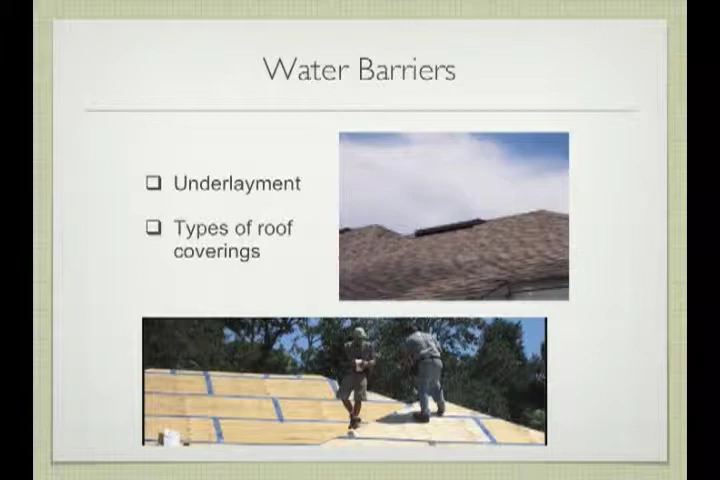 Water Barriers
❑ Underlayment
❑ Types of roof
coverings